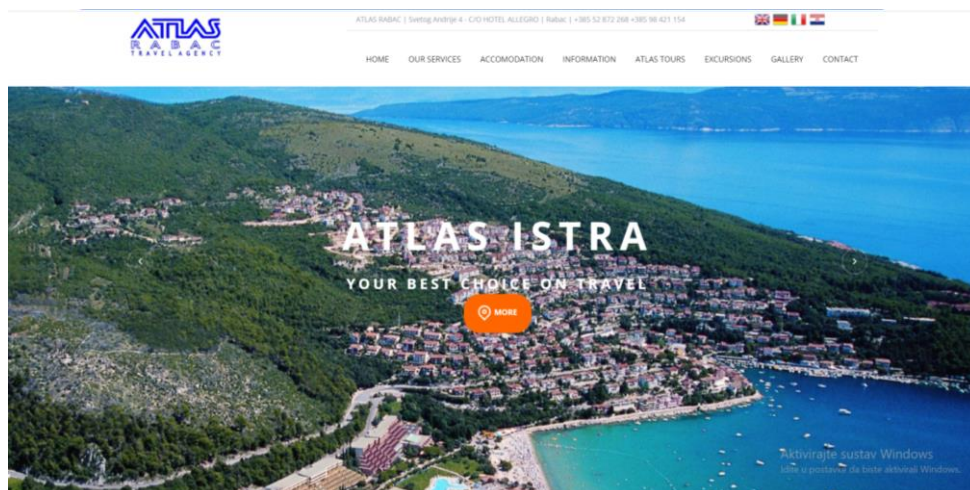 ATLAS
RABAC
TRAVEL AGENCY
ATLAS RABAC | Svetog Andrije 4 - C/O HOTEL ALLEGRO | Rabac | +385 52 872 268 +385 98 421 154
HOME OUR SERVICES ACCOMODATION INFORMATION ATLAS TOURS EXCURSIONS GALLERY CONTACT
ATLAS ISTRA
YOUR BEST CHOICE ON TRAVEL
MORE
Aktivirajte sustav Windows
Idite u postavke da biste aktivirali Windows.